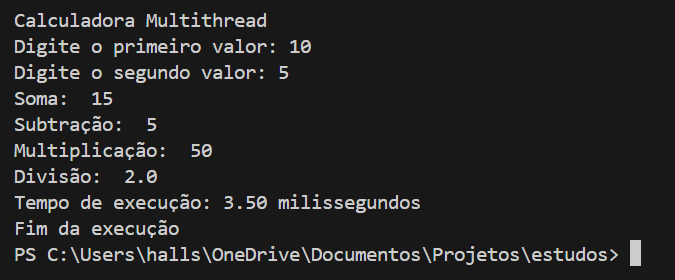 Calculadora Multithread
Digite o primeiro valor: 10
Digite o segundo valor: 5
Soma:  15
Subtração:  5
Multiplicação:  50
Divisão:  2.0
Tempo de execução: 3.50 milissegundos
Fim da execução
PS C:\Users\halls\OneDrive\Documentos\Projetos\estudos>